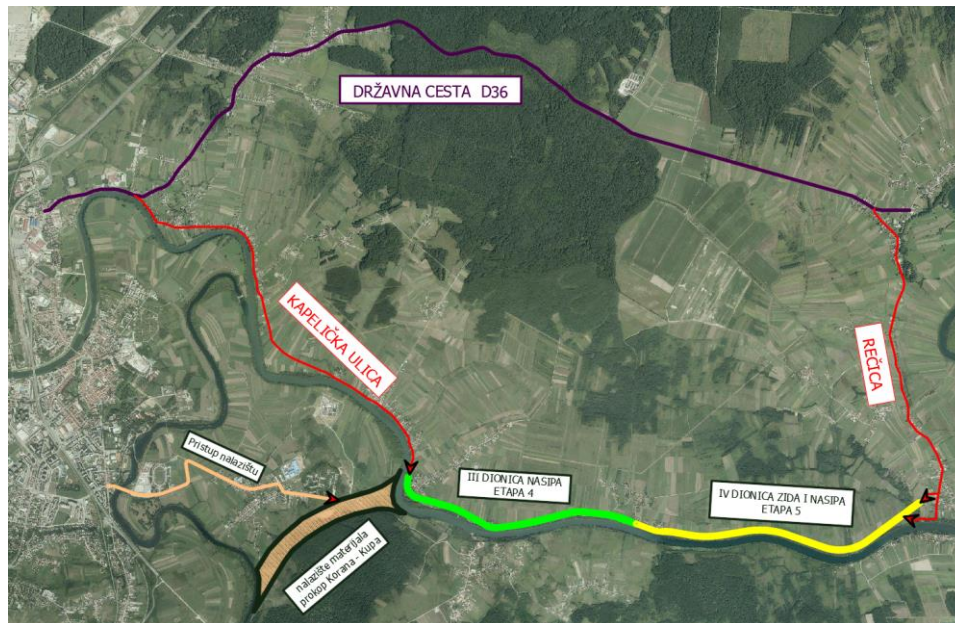 DRŽAVNA CESTA D36
KAPELIČKA ULICA
REČICA
Pristup nalazištu
III DIONICA NASIPA
ETAPA 4
IV DIONICA ZIDA I NASIPA
ETAPA 5
nalazište materijala
prokop Korana - Kupa